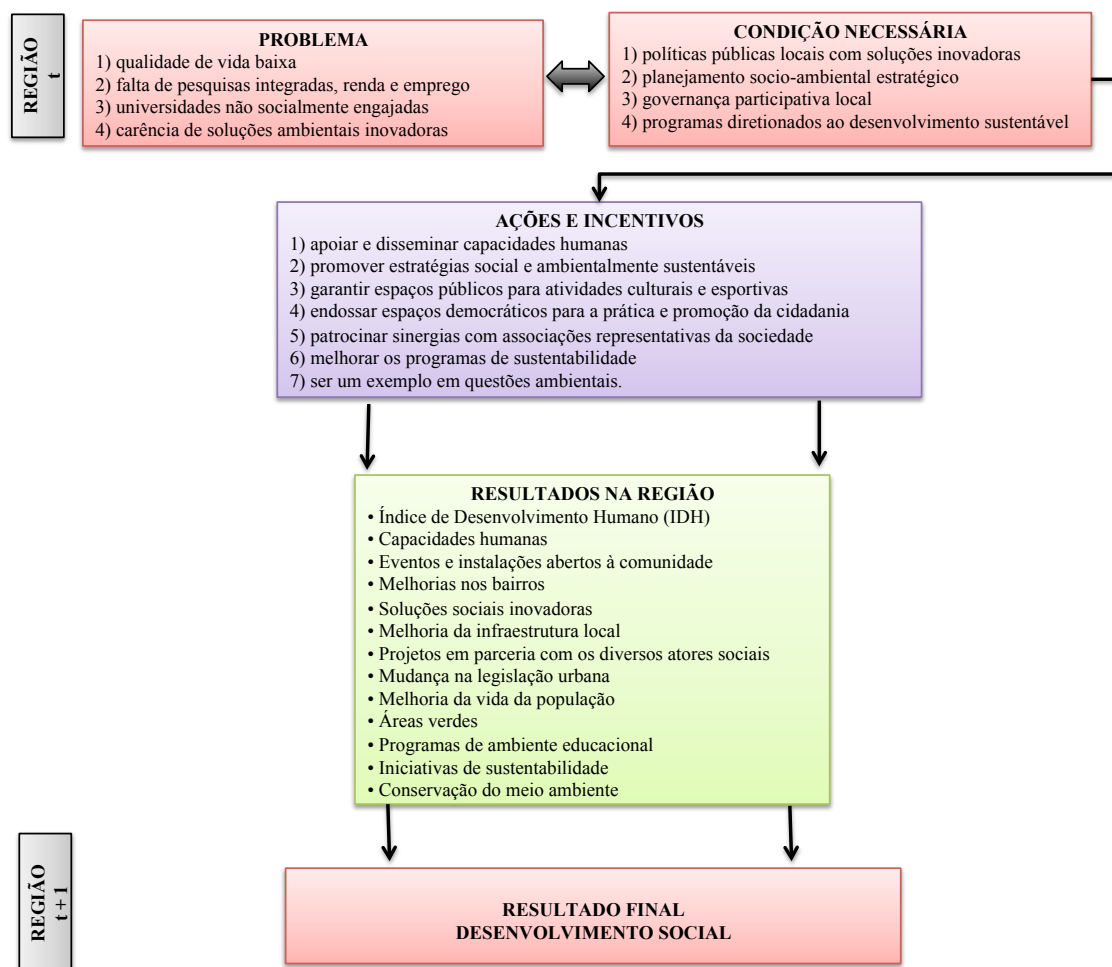 REGIÃO
t
PROBLEMA
1) qualidade de vida baixa
2) falta de pesquisas integradas, renda e emprego
3) universidades não socialmente engajadas
4) carência de soluções ambientais inovadoras
CONDIÇÃO NECESSÁRIA
1) políticas públicas locais com soluções inovadoras
2) planejamento socio-ambiental estratégico
3) governança participativa local
4) programas diretionados ao desenvolvimento sustentável
AÇÕES E INCENTIVOS
1) apoiar e disseminar capacidades humanas
2) promover estratégias social e ambientalmente sustentáveis
3) garantir espaços públicos para atividades culturais e esportivas
4) endossar espaços democráticos para a prática e promoção da cidadania
5) patrocinar sinergias com associações representativas da sociedade
6) melhorar os programas de sustentabilidade
7) ser um exemplo em questões ambientais.
RESULTADOS NA REGIÃO
• Índice de Desenvolvimento Humano (IDH)
• Capacidades humanas
• Eventos e instalações abertos à comunidade
• Melhorias nos bairros
• Soluções sociais inovadoras
• Melhoria da infraestrutura local
• Projetos em parceria com os diversos atores sociais
• Mudança na legislação urbana
• Melhoria da vida da população
• Áreas verdes
• Programas de ambiente educacional
• Iniciativas de sustentabilidade
• Conservação do meio ambiente
REGIÃO
t + 1
RESULTADO FINAL
DESENVOLVIMENTO SOCIAL